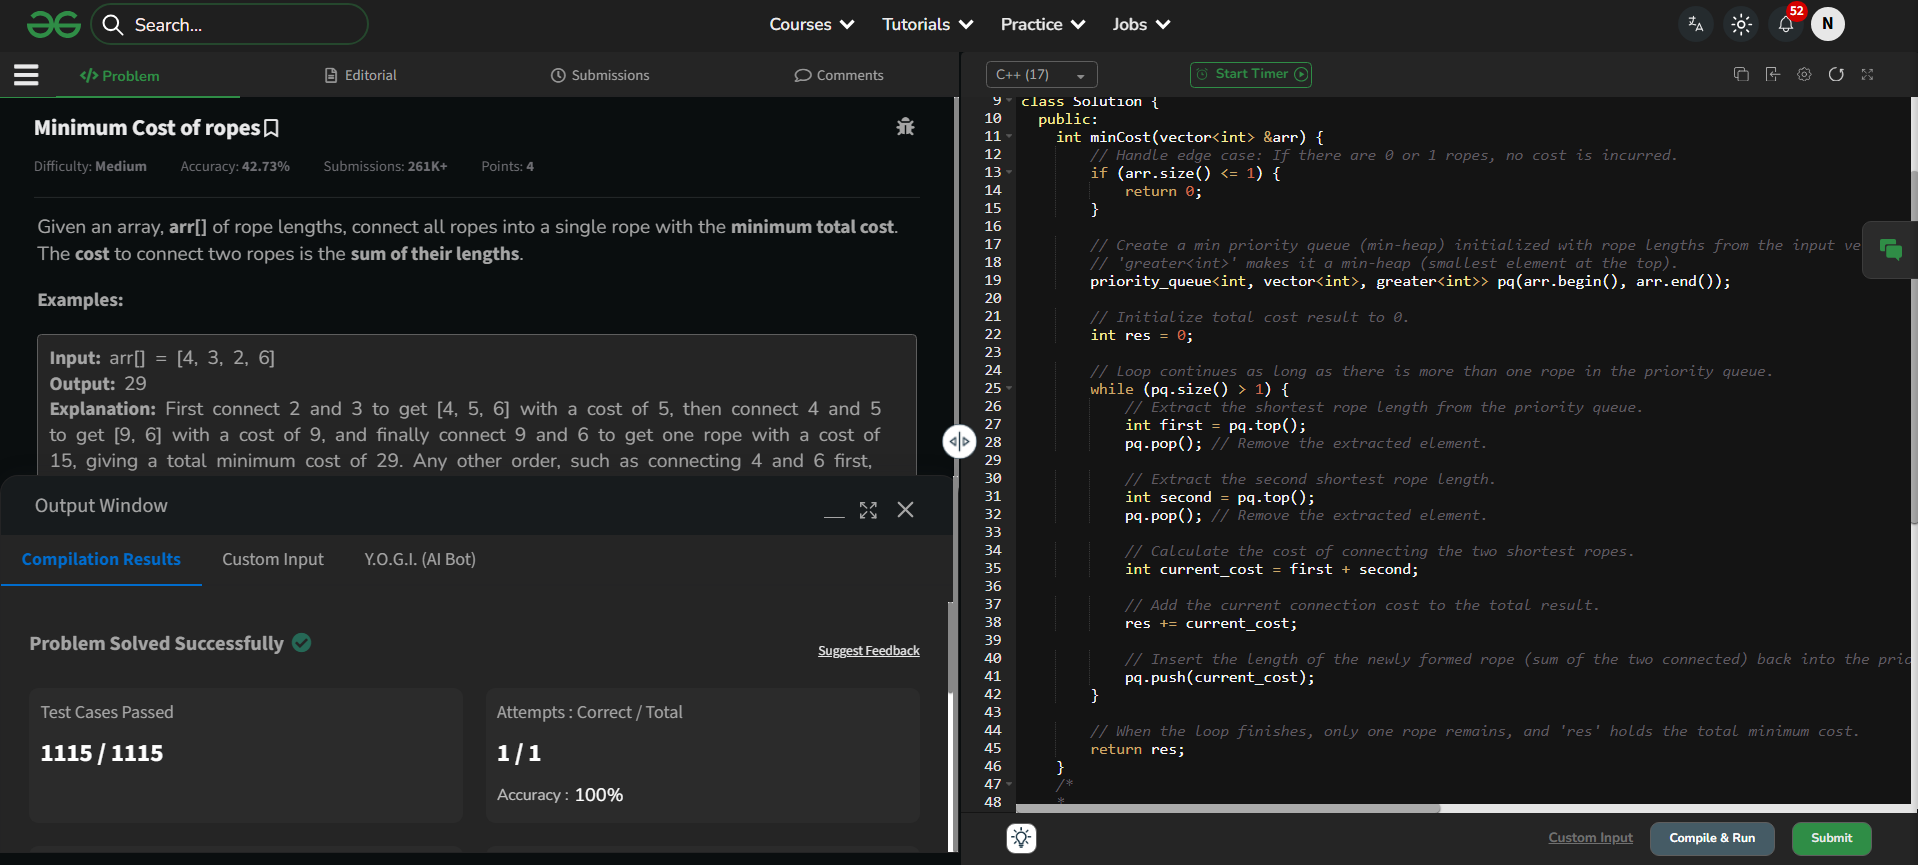 Search...
Courses
Tutorials
Practice
Jobs
52
N
Problem
Editorial
Submissions
Comments
Minimum Cost of ropes
Difficulty: Medium Accuracy: 42.73% Submissions: 261K+ Points: 4
Given an array, arr[] of rope lengths, connect all ropes into a single rope with the minimum total cost.
The cost to connect two ropes is the sum of their lengths.
Examples:
Input: arr[] = [4, 3, 2, 6]
Output: 29
Explanation: First connect 2 and 3 to get [4, 5, 6] with a cost of 5, then connect 4 and 5
to get [9, 6] with a cost of 9, and finally connect 9 and 6 to get one rope with a cost of
15, giving a total minimum cost of 29. Any other order, such as connecting 4 and 6 first,
Output Window
Compilation Results Custom Input Y.O.G.I. (AI Bot)
Problem Solved Successfully
Suggest Feedback
Test Cases Passed
1115 / 1115
Attempts : Correct / Total
1 / 1
Accuracy : 100%
C++ (17)
Start Timer
9 class Solution {
10 public:
11 int minCost(vector<int> &arr) {
12 // Handle edge case: If there are 0 or 1 ropes, no cost is incurred.
13 if (arr.size() <= 1) {
14 return 0;
15 }
16
17 // Create a min priority queue (min-heap) initialized with rope lengths from the input ve
18 // 'greater<int>' makes it a min-heap (smallest element at the top).
19 priority_queue<int, vector<int>, greater<int>> pq(arr.begin(), arr.end());
20
21 // Initialize total cost result to 0.
22 int res = 0;
23
24 // Loop continues as long as there is more than one rope in the priority queue.
25 while (pq.size() > 1) {
26 // Extract the shortest rope length from the priority queue.
27 int first = pq.top();
28 pq.pop(); // Remove the extracted element.
29
30 // Extract the second shortest rope length.
31 int second = pq.top();
32 pq.pop(); // Remove the extracted element.
33
34 // Calculate the cost of connecting the two shortest ropes.
35 int current_cost = first + second;
36
37 // Add the current connection cost to the total result.
38 res += current_cost;
39
40 // Insert the length of the newly formed rope (sum of the two connected) back into the prio
41 pq.push(current_cost);
42 }
43
44 // When the loop finishes, only one rope remains, and 'res' holds the total minimum cost.
45 return res;
46 }
47 /*
48 *
Custom Input
Compile & Run
Submit